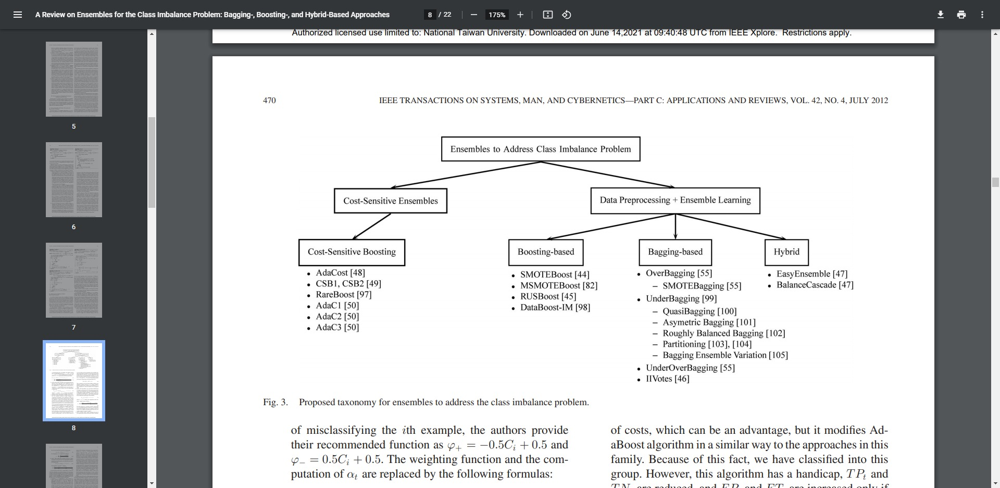 A Review on Ensembles for the Class Imbalance Problem: Bagging-, Boosting-, and Hybrid-Based Approaches
8 / 22
175%
5
6
7
8
Authorized licensed use limited to: National Taiwan University. Downloaded on June 14,2021 at 09:40:48 UTC from IEEE Xplore. Restrictions apply.
470
IEEE TRANSACTIONS ON SYSTEMS, MAN, AND CYBERNETICS—PART C: APPLICATIONS AND REVIEWS, VOL. 42, NO. 4, JULY 2012
Ensembles to Address Class Imbalance Problem
Cost-Sensitive Ensembles
Data Preprocessing + Ensemble Learning
Cost-Sensitive Boosting
• AdaCost [48]
• CSB1, CSB2 [49]
• RareBoost [97]
• AdaC1 [50]
• AdaC2 [50]
• AdaC3 [50]
Boosting-based
• SMOTEBoost [44]
• MSMOTEBoost [82]
• RUSBoost [45]
• DataBoost-IM [98]
Bagging-based
• OverBagging [55]
– SMOTEBagging [55]
• UnderBagging [99]
– QuasiBagging [100]
– Asymetric Bagging [101]
– Roughly Balanced Bagging [102]
– Partitioning [103], [104]
– Bagging Ensemble Variation [105]
• UnderOverBagging [55]
• IIVotes [46]
Hybrid
• EasyEnsemble [47]
• BalanceCascade [47]
Fig. 3. Proposed taxonomy for ensembles to address the class imbalance problem.
of misclassifying the ith example, the authors provide
their recommended function as φ₊ = −0.5Cᵢ + 0.5 and
φ₋ = 0.5Cᵢ + 0.5. The weighting function and the com-
putation of αₜ are replaced by the following formulas:
of costs, which can be an advantage, but it modifies Ad-
aBoost algorithm in a similar way to the approaches in this
family. Because of this fact, we have classified into this
group. However, this algorithm has a handicap, TPₜ and